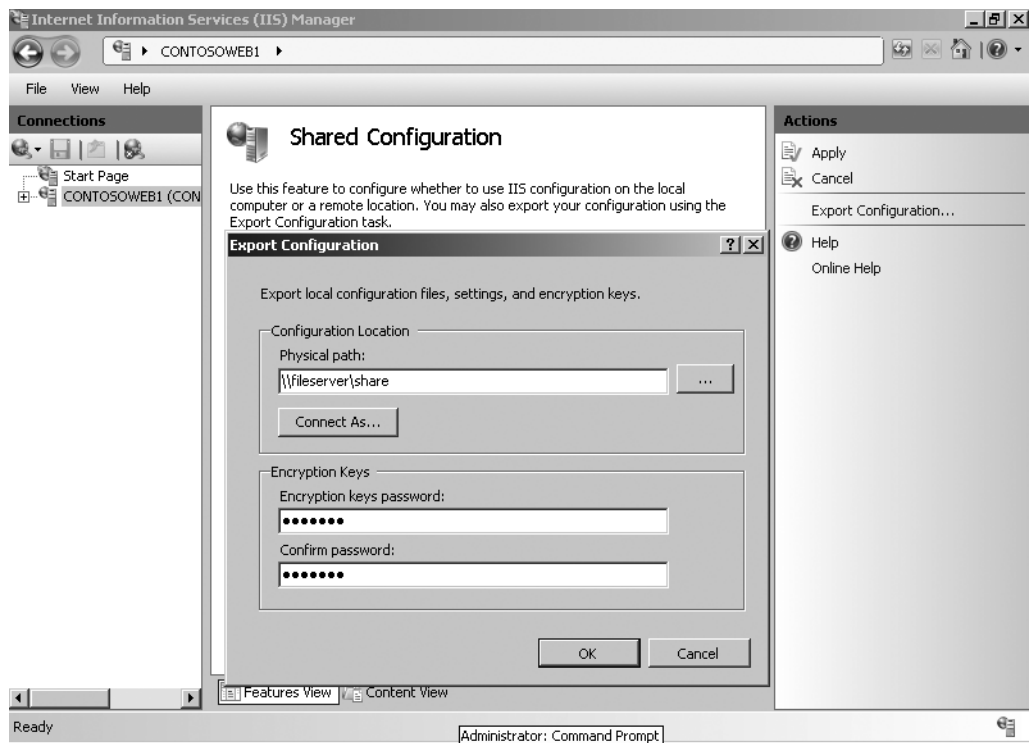 Internet Information Services (IIS) Manager
CONTOSOWEB1
File View Help
Connections
Start Page
CONTOSOWEB1 (CON
Shared Configuration
Use this feature to configure whether to use IIS configuration on the local
computer or a remote location. You may also export your configuration using the
Export Configuration task.
Export Configuration
Export local configuration files, settings, and encryption keys.
Configuration Location
Physical path:
\\fileserver\share
...
Connect As...
Encryption Keys
Encryption keys password:
•••••••
Confirm password:
•••••••
OK Cancel
Features View Content View
Actions
Apply
Cancel
Export Configuration...
Help
Online Help
Ready
Administrator: Command Prompt